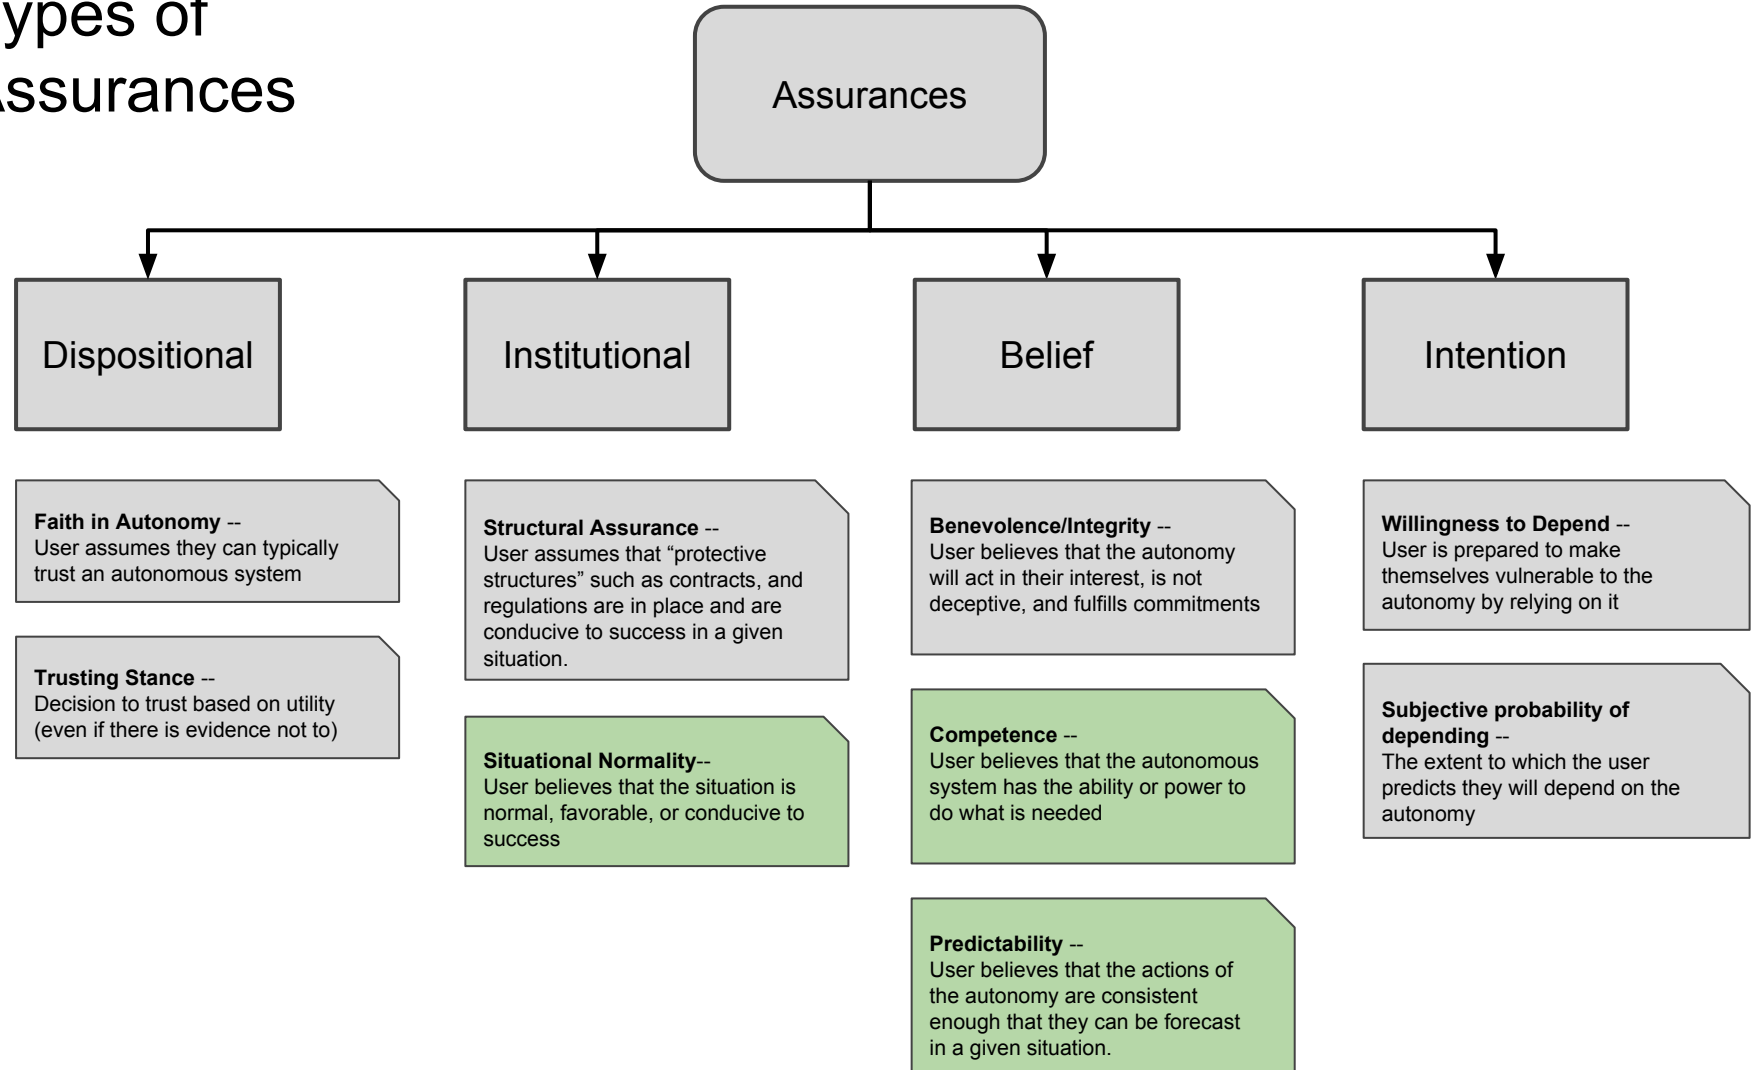 ypes of
Assurances
Assurances
Dispositional
Institutional
Belief
Intention
Faith in Autonomy --
User assumes they can typically
trust an autonomous system
Trusting Stance --
Decision to trust based on utility
(even if there is evidence not to)
Structural Assurance --
User assumes that “protective
structures” such as contracts, and
regulations are in place and are
conducive to success in a given
situation.
Situational Normality--
User believes that the situation is
normal, favorable, or conducive to
success
Benevolence/Integrity --
User believes that the autonomy
will act in their interest, is not
deceptive, and fulfills commitments
Competence --
User believes that the autonomous
system has the ability or power to
do what is needed
Predictability --
User believes that the actions of
the autonomy are consistent
enough that they can be forecast
in a given situation.
Willingness to Depend --
User is prepared to make
themselves vulnerable to the
autonomy by relying on it
Subjective probability of
depending --
The extent to which the user
predicts they will depend on the
autonomy